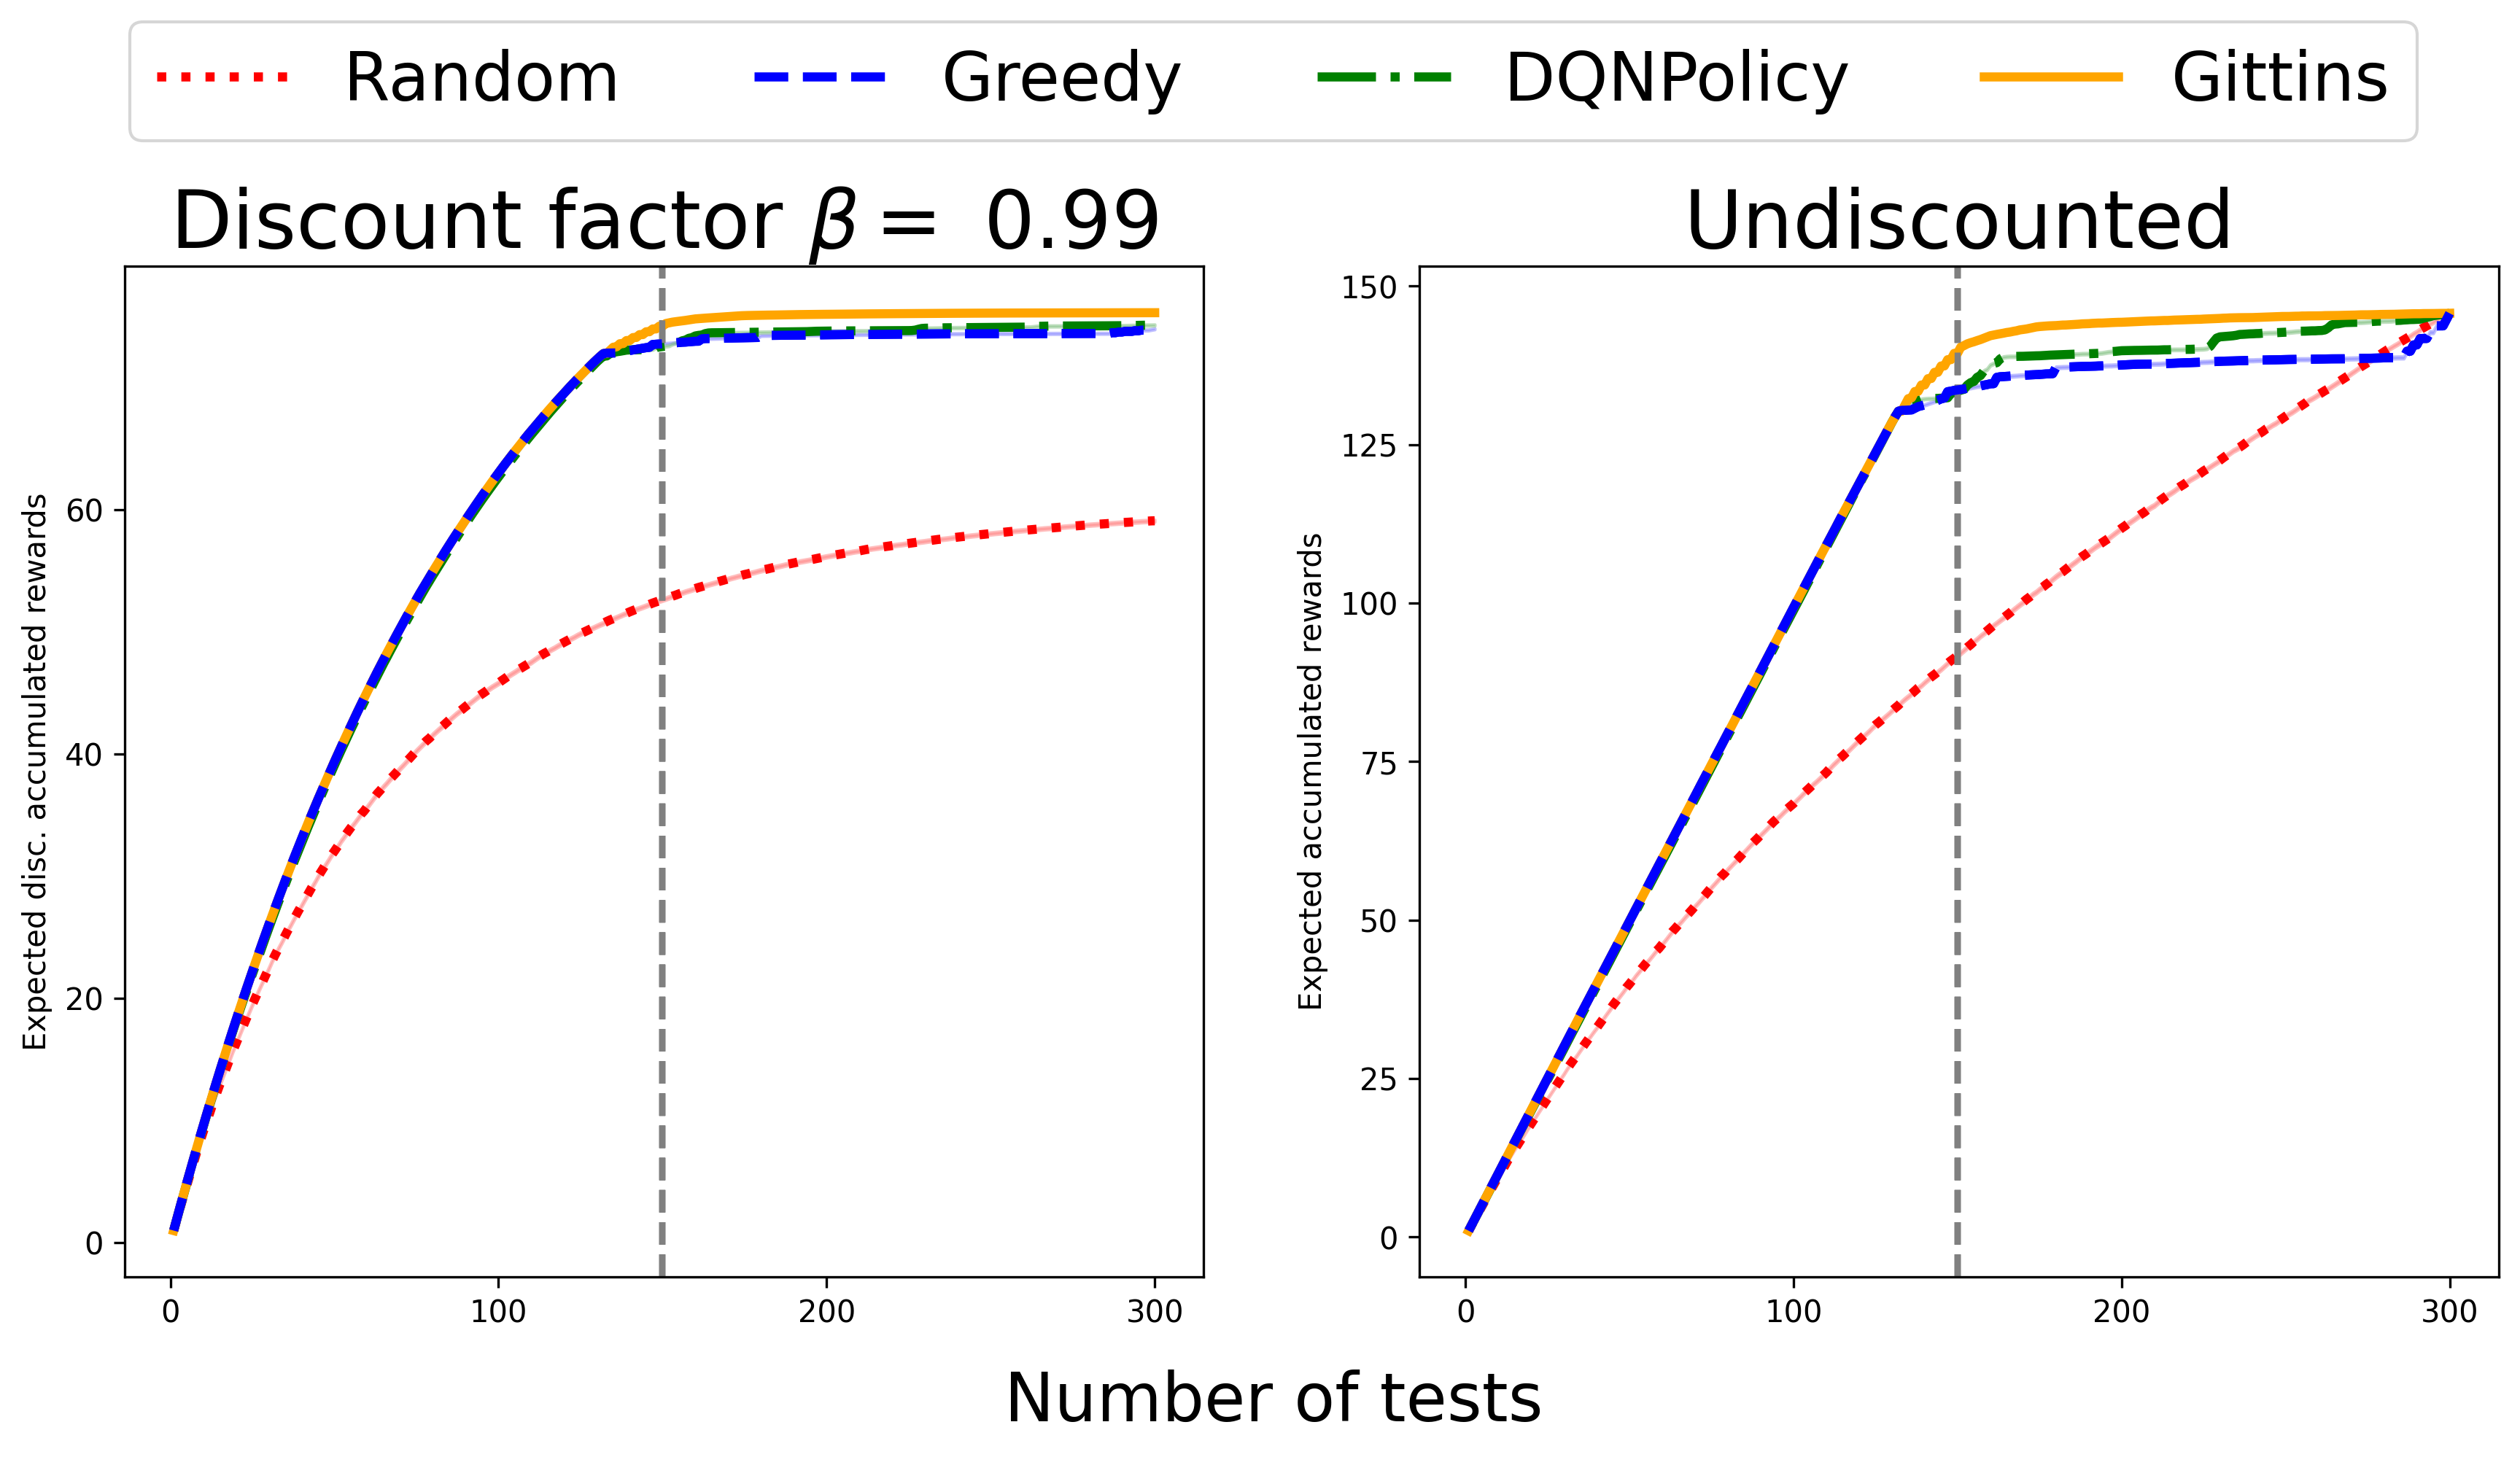 Random Greedy DQNPolicy Gittins
Discount factor β = 0.99
Expected disc. accumulated rewards
60
40
20
0
0 100 200 300
Undiscounted
Expected accumulated rewards
150
125
100
75
50
25
0
0 100 200 300
Number of tests